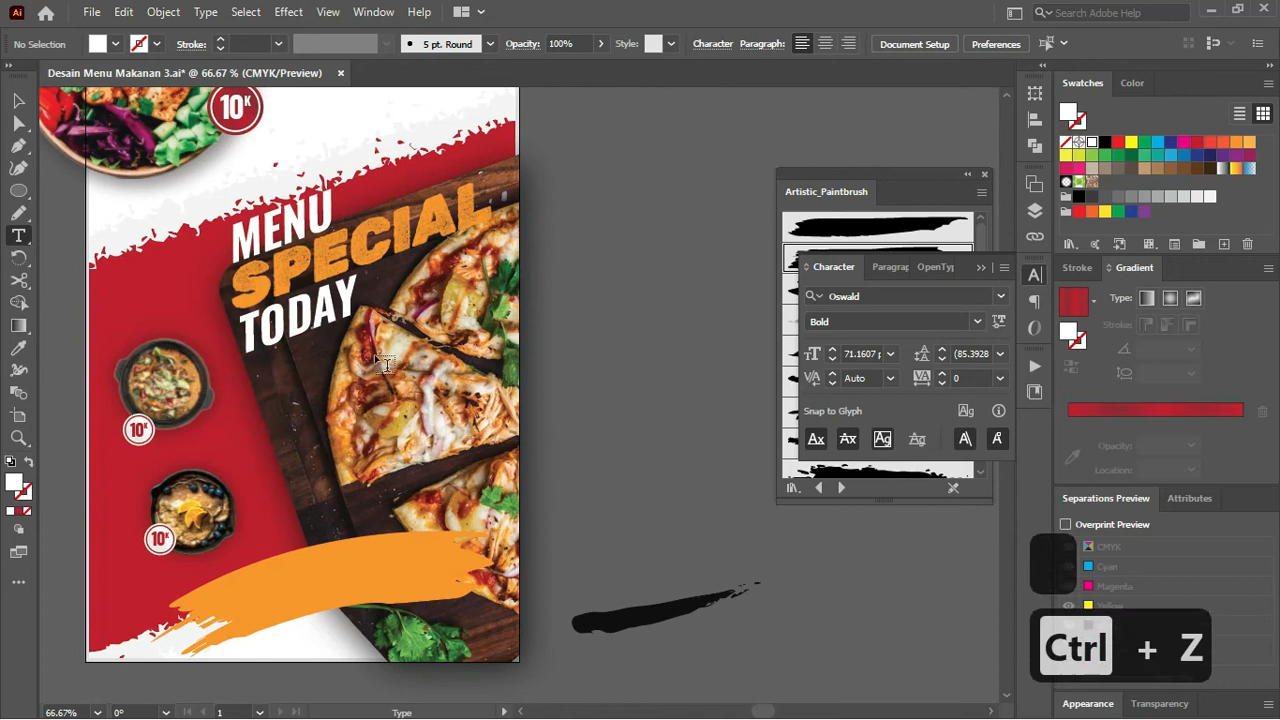 File Edit Object Type Select Effect View Window Help
Search Adobe Help
No Selection
Stroke:
5 pt. Round
Opacity: 100%
Style:
Character
Paragraph:
Document Setup
Preferences
Desain Menu Makanan 3.ai* @ 66.67 % (CMYK/Preview)
10K
MENU
SPECIAL
TODAY
10K
10K
Artistic_Paintbrush
Character
Paragrap
OpenTyp
Oswald
Bold
71.1607 p
(85.3928
Auto
0
Snap to Glyph
Swatches
Color
Stroke
Gradient
Type:
Strokes:
Opacity:
Location:
Separations Preview
Attributes
Overprint Preview
CMYK
Cyan
Magenta
Ctrl + Z
Appearance
Transparency
66.67%
0°
1
Type